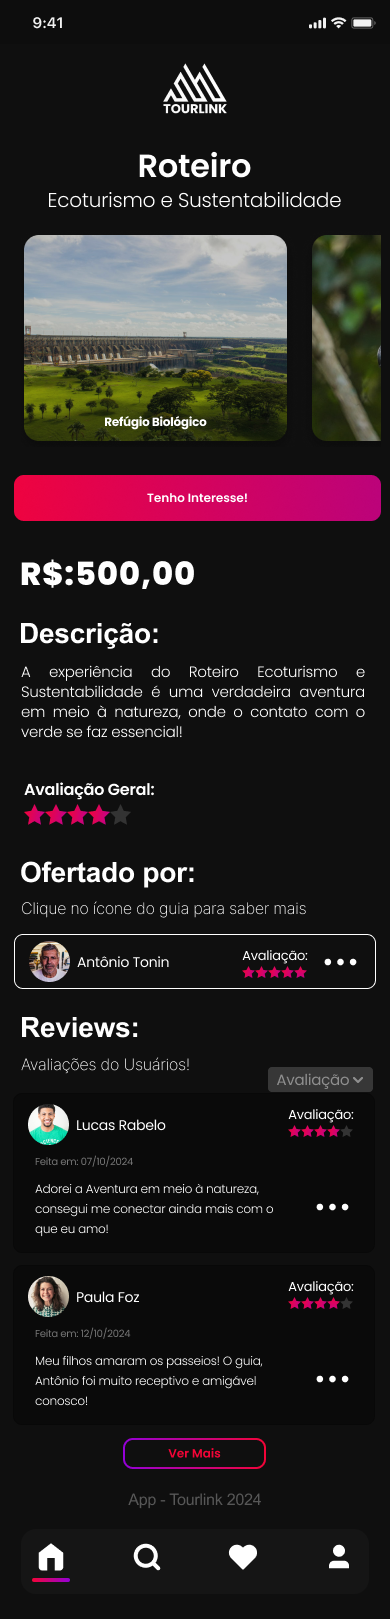 9:41
TOURLINK
Roteiro
Ecoturismo e Sustentabilidade
Refúgio Biológico
Tenho Interesse!
R$:500,00
Descrição:
A experiência do Roteiro Ecoturismo e
Sustentabilidade é uma verdadeira aventura
em meio à natureza, onde o contato com o
verde se faz essencial!
Avaliação Geral:
Ofertado por:
Clique no ícone do guia para saber mais
Antônio Tonin
Avaliação:
Reviews:
Avaliações do Usuários!
Avaliação
Lucas Rabelo
Avaliação:
Feita em: 07/10/2024
Adorei a Aventura em meio à natureza,
consegui me conectar ainda mais com o
que eu amo!
Paula Foz
Avaliação:
Feita em: 12/10/2024
Meu filhos amaram os passeios! O guia,
Antônio foi muito receptivo e amigável
conosco!
Ver Mais
App - Tourlink 2024